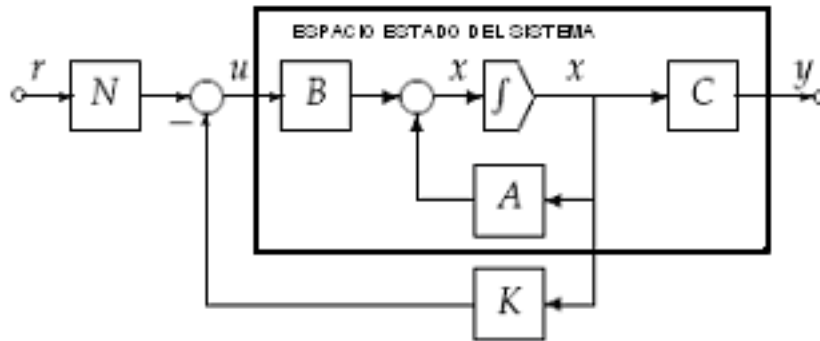 ESPACIO ESTADO DEL SISTEMA
r N − u B x ∫ x C y
A
K